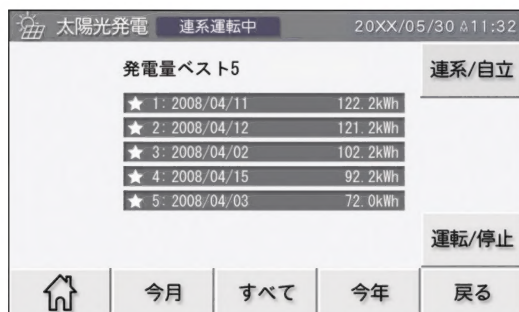 太陽光発電 連系運転中 20XX/05/30 11:32
発電量ベスト5
連系/自立
★ 1: 2008/04/11 122.2kWh
★ 2: 2008/04/12 121.2kWh
★ 3: 2008/04/02 102.2kWh
★ 4: 2008/04/15 92.2kWh
★ 5: 2008/04/03 72.0kWh
運転/停止
今月 すべて 今年 戻る